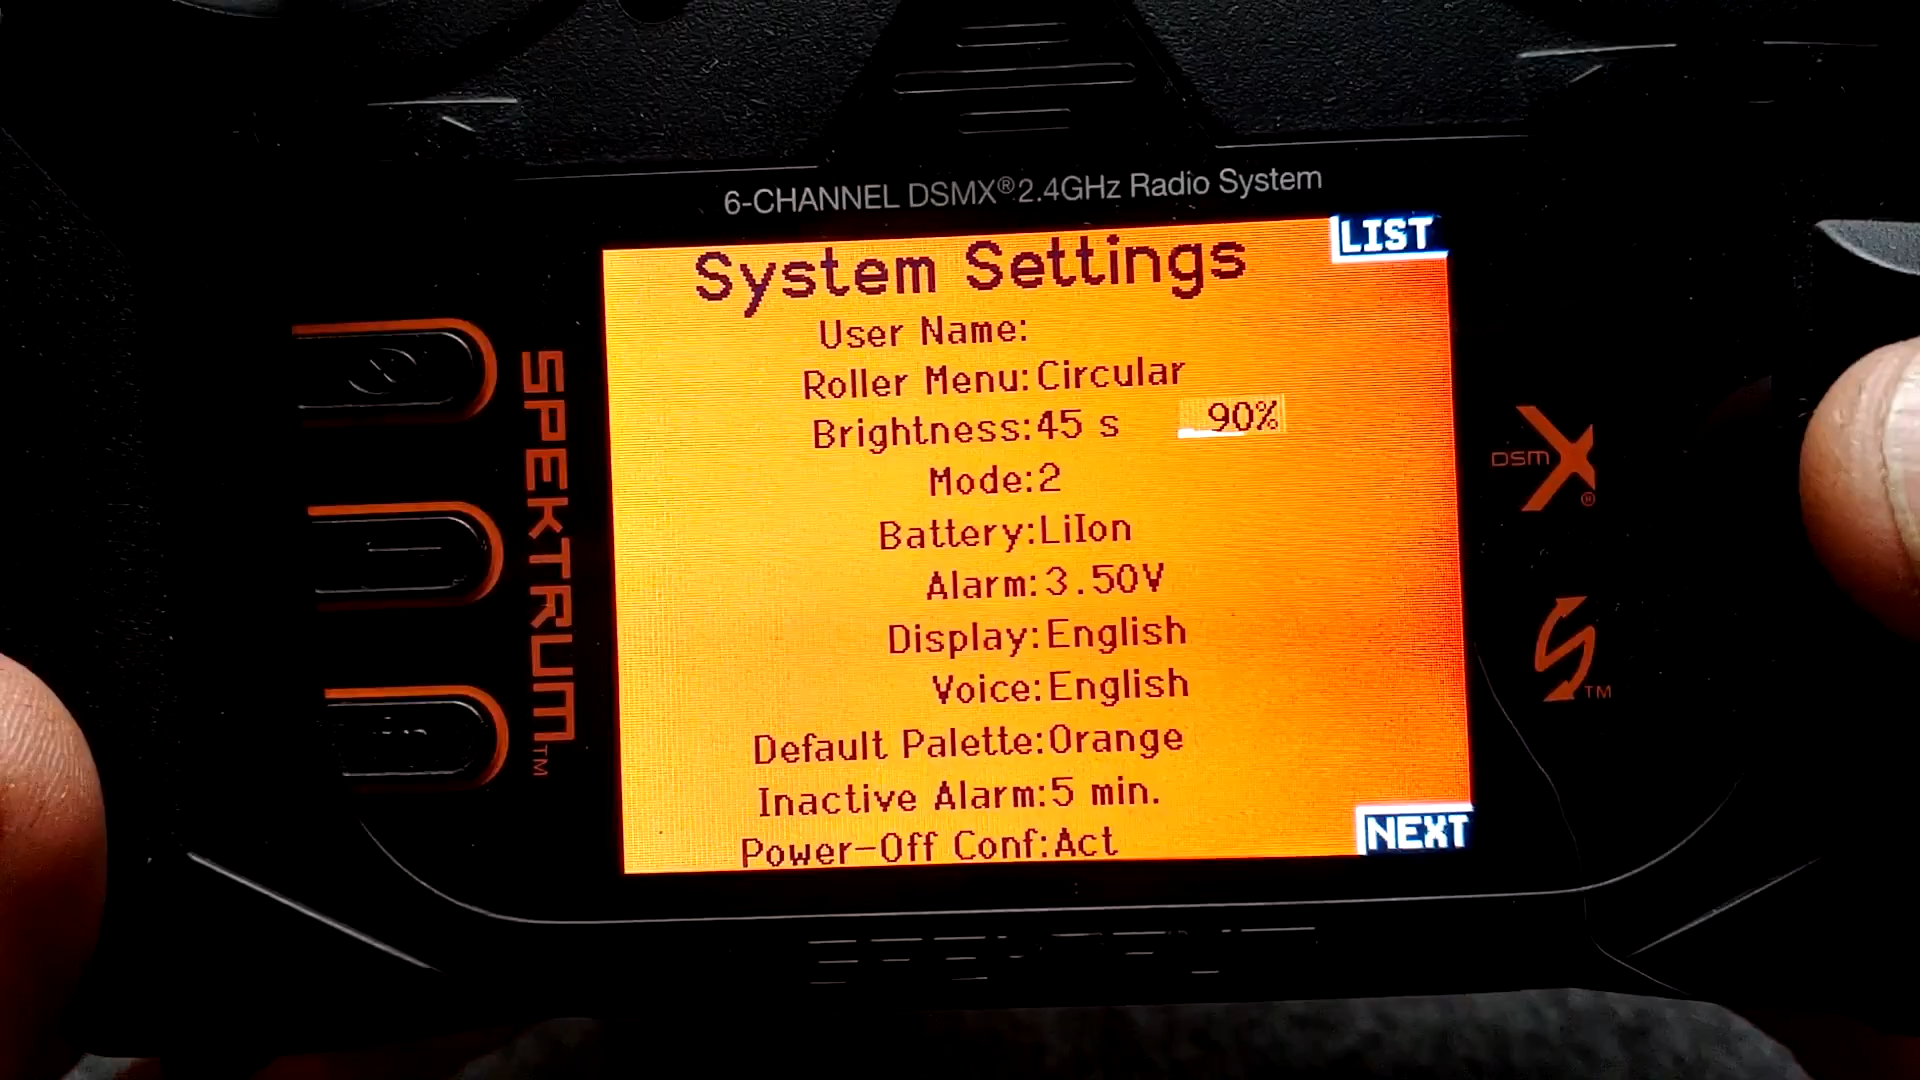 6-CHANNEL DSMX® 2.4GHz Radio System
LIST
System Settings
User Name:
Roller Menu:Circular
Brightness:45 s 90%
Mode:2
Battery:LiIon
Alarm:3.50V
Display:English
Voice:English
Default Palette:Orange
Inactive Alarm:5 min.
Power-Off Conf:Act
NEXT
SPEKTRUM™
DSM X®
TM